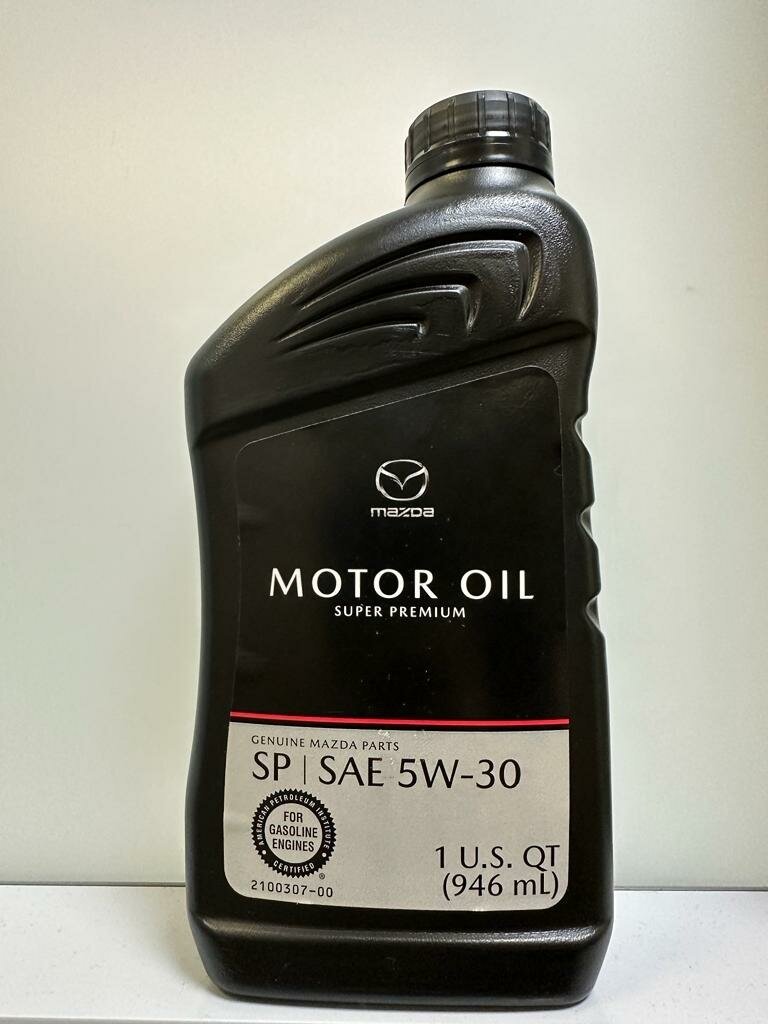 mazda
MOTOR OIL
SUPER PREMIUM
GENUINE MAZDA PARTS
SP | SAE 5W-30
AMERICAN PETROLEUM INSTITUTE
FOR
GASOLINE
ENGINES
CERTIFIED
®
2100307-00
1 U.S. QT
(946 mL)